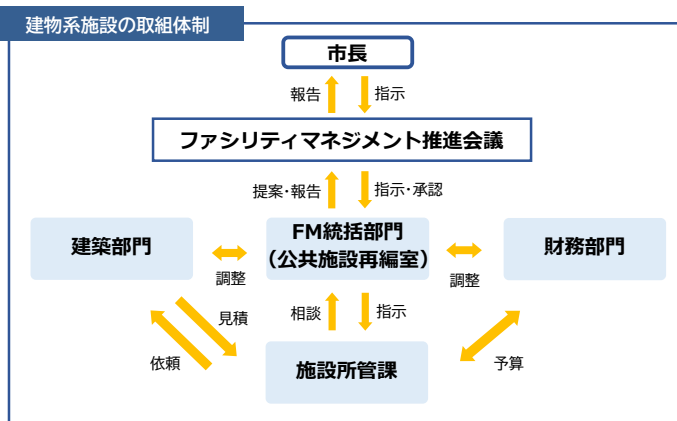 建物系施設の取組体制
市長
報告
指示
ファシリティマネジメント推進会議
提案・報告
指示・承認
建築部門
FM統括部門
(公共施設再編室)
財務部門
調整
調整
見積
相談
指示
依頼
施設所管課
予算